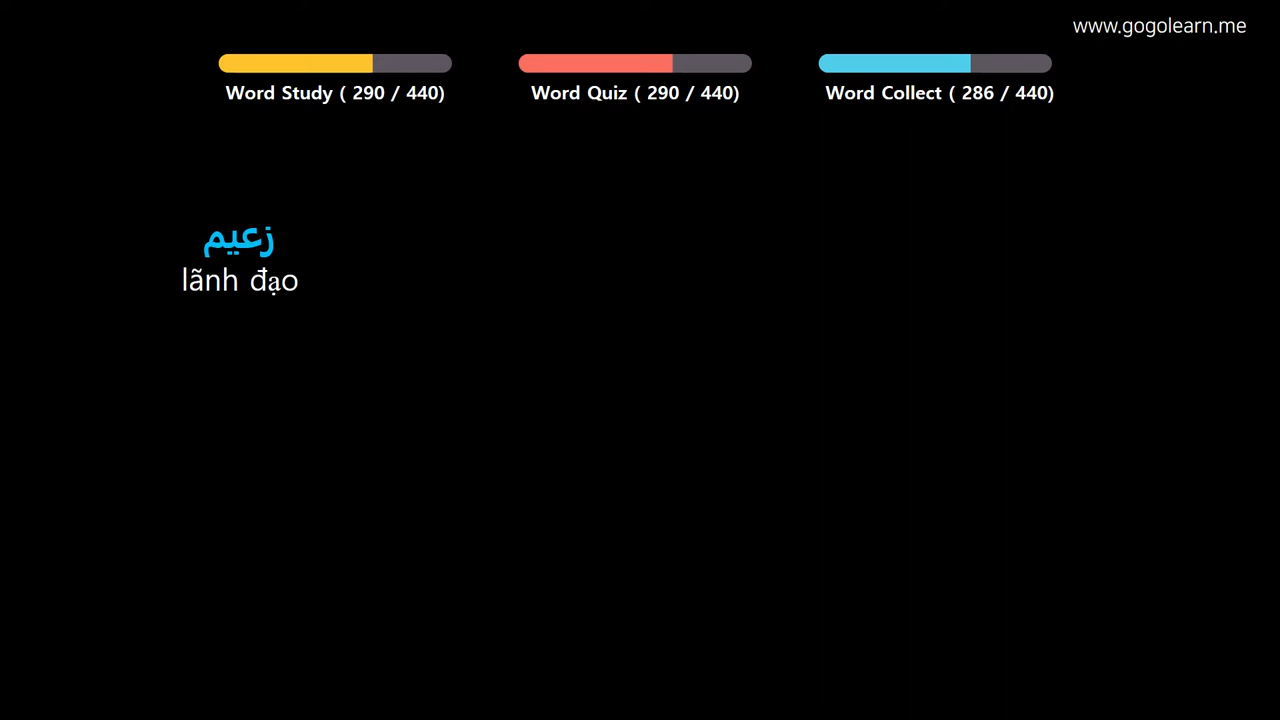 www.gogolearn.me
Word Study ( 290 / 440)
Word Quiz ( 290 / 440)
Word Collect ( 286 / 440)
زعيم
lãnh đạo